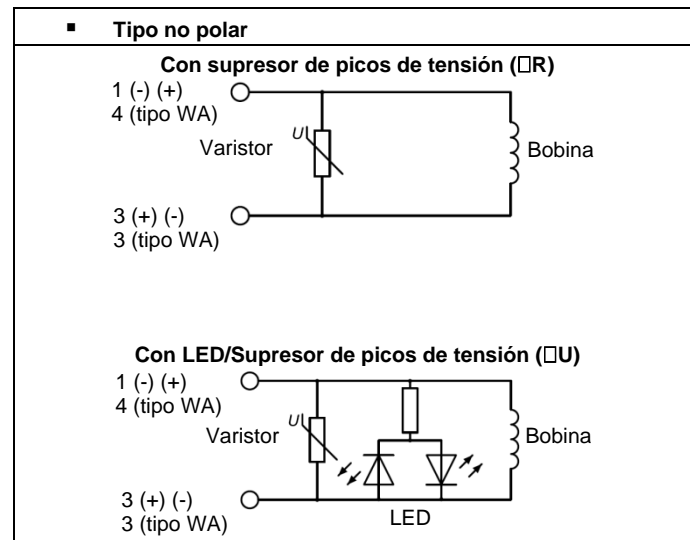 ▪ Tipo no polar
Con supresor de picos de tensión (□R)
1 (-) (+)
4 (tipo WA)
Varistor
U
Bobina
3 (+) (-)
3 (tipo WA)
Con LED/Supresor de picos de tensión (□U)
1 (-) (+)
4 (tipo WA)
Varistor
U
Bobina
3 (+) (-)
3 (tipo WA)
LED